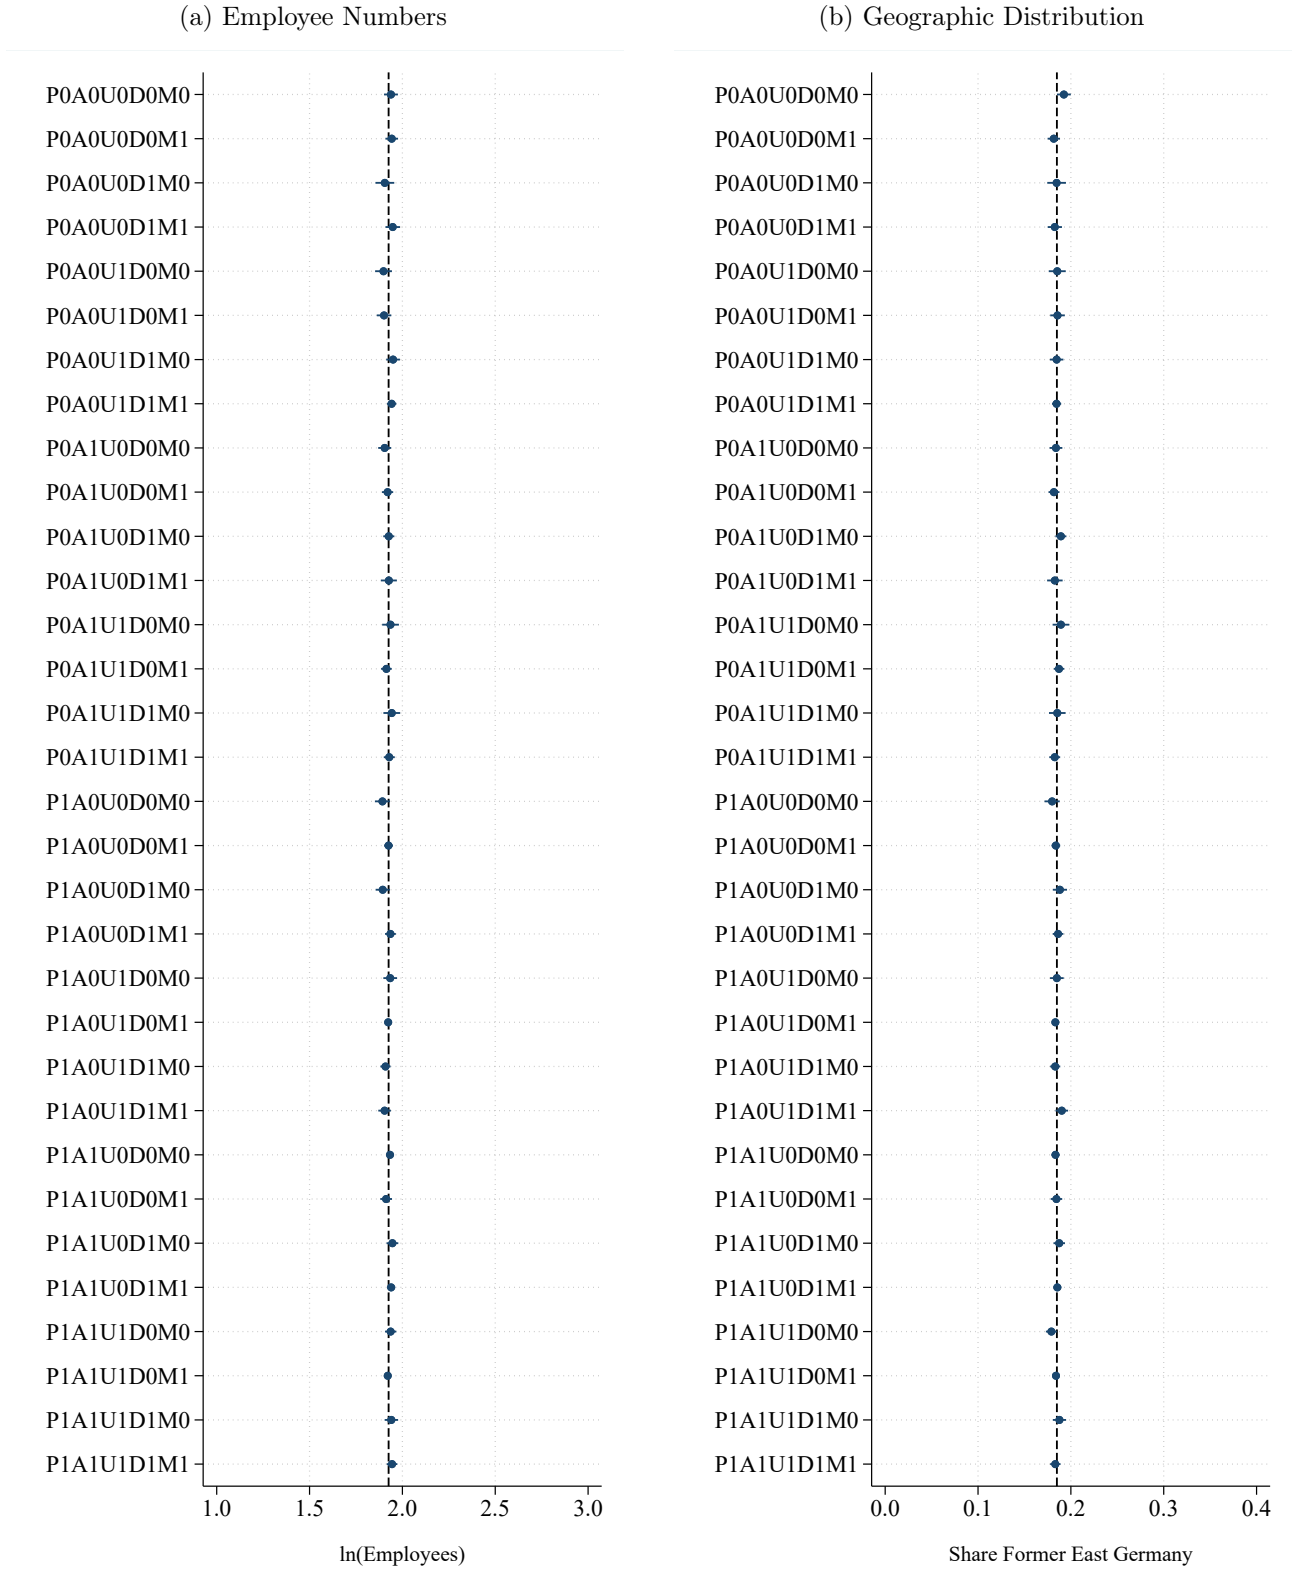 (a) Employee Numbers
P0A0U0D0M0
P0A0U0D0M1
P0A0U0D1M0
P0A0U0D1M1
P0A0U1D0M0
P0A0U1D0M1
P0A0U1D1M0
P0A0U1D1M1
P0A1U0D0M0
P0A1U0D0M1
P0A1U0D1M0
P0A1U0D1M1
P0A1U1D0M0
P0A1U1D0M1
P0A1U1D1M0
P0A1U1D1M1
P1A0U0D0M0
P1A0U0D0M1
P1A0U0D1M0
P1A0U0D1M1
P1A0U1D0M0
P1A0U1D0M1
P1A0U1D1M0
P1A0U1D1M1
P1A1U0D0M0
P1A1U0D0M1
P1A1U0D1M0
P1A1U0D1M1
P1A1U1D0M0
P1A1U1D0M1
P1A1U1D1M0
P1A1U1D1M1
1.0 1.5 2.0 2.5 3.0
ln(Employees)
(b) Geographic Distribution
P0A0U0D0M0
P0A0U0D0M1
P0A0U0D1M0
P0A0U0D1M1
P0A0U1D0M0
P0A0U1D0M1
P0A0U1D1M0
P0A0U1D1M1
P0A1U0D0M0
P0A1U0D0M1
P0A1U0D1M0
P0A1U0D1M1
P0A1U1D0M0
P0A1U1D0M1
P0A1U1D1M0
P0A1U1D1M1
P1A0U0D0M0
P1A0U0D0M1
P1A0U0D1M0
P1A0U0D1M1
P1A0U1D0M0
P1A0U1D0M1
P1A0U1D1M0
P1A0U1D1M1
P1A1U0D0M0
P1A1U0D0M1
P1A1U0D1M0
P1A1U0D1M1
P1A1U1D0M0
P1A1U1D0M1
P1A1U1D1M0
P1A1U1D1M1
0.0 0.1 0.2 0.3 0.4
Share Former East Germany